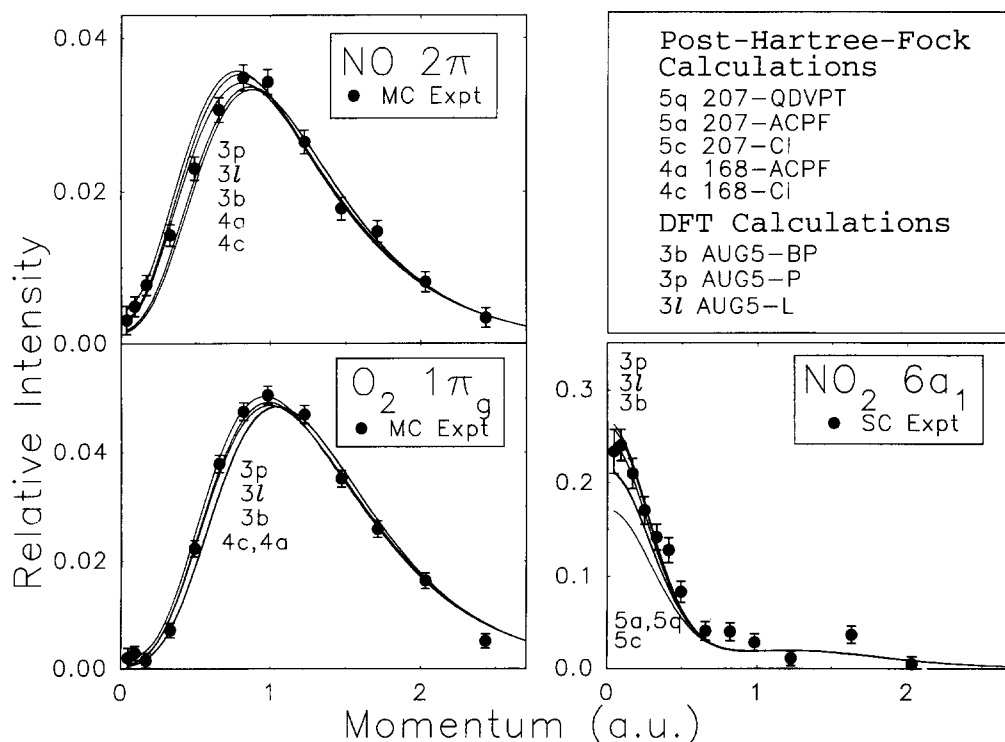 0.04
NO 2π
● MC Expt
0.02
3p
3l
3b
4a
4c
0.00
Post-Hartree-Fock
Calculations
5q 207-QDVPT
5a 207-ACPF
5c 207-CI
4a 168-ACPF
4c 168-CI
DFT Calculations
3b AUG5-BP
3p AUG5-P
3l AUG5-L
Relative Intensity
O2 1πg
● MC Expt
0.04
3p
3l
3b
4c,4a
0.02
0.00
0
1
2
3p
3l
3b
NO2 6a1
● SC Expt
0.3
0.2
0.1
5a,5q
5c
0.0
0
1
2
Momentum (a.u.)